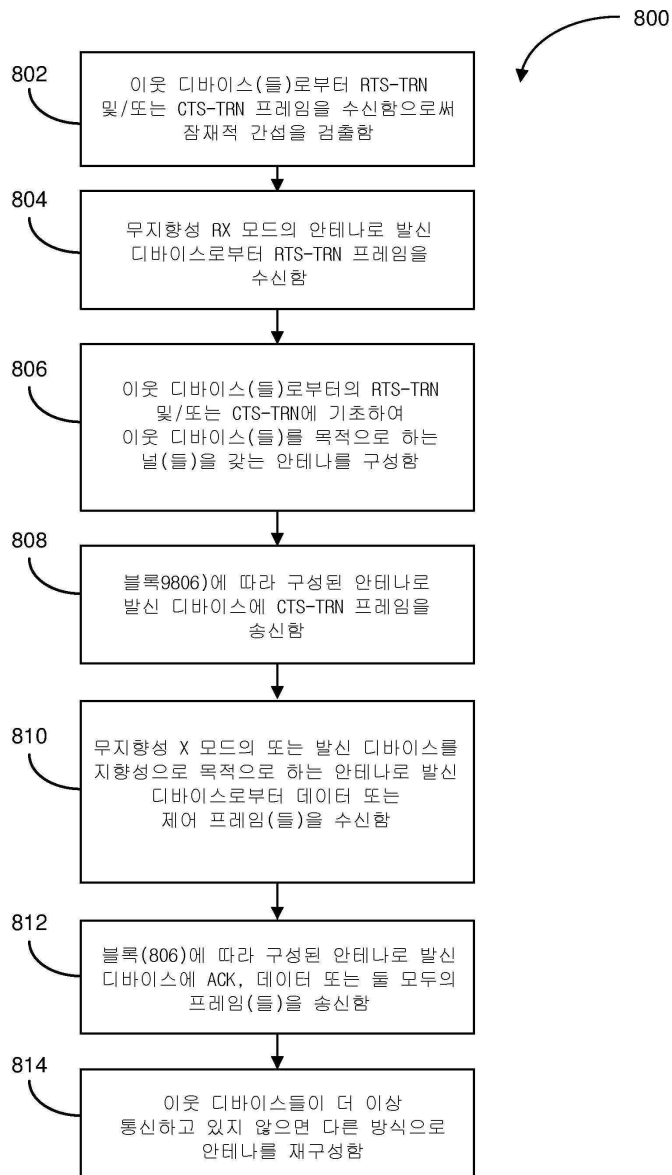 800
802
이웃 디바이스(들)로부터 RTS-TRN
및/또는 CTS-TRN 프레임을 수신함으로써
잠재적 간섭을 검출함
804
무지향성 RX 모드의 안테나로 발신
디바이스로부터 RTS-TRN 프레임을
수신함
806
이웃 디바이스(들)로부터의 RTS-TRN
및/또는 CTS-TRN에 기초하여
이웃 디바이스(들)를 목적으로 하는
널(들)을 갖는 안테나를 구성함
808
블록9806)에 따라 구성된 안테나로
발신 디바이스에 CTS-TRN 프레임을
송신함
810
무지향성 X 모드의 또는 발신 디바이스를
지향성으로 목적으로 하는 안테나로 발신
디바이스로부터 데이터 또는
제어 프레임(들)을 수신함
812
블록(806)에 따라 구성된 안테나로 발신
디바이스에 ACK, 데이터 또는 둘 모두의
프레임(들)을 송신함
814
이웃 디바이스들이 더 이상
통신하고 있지 않으면 다른 방식으로
안테나를 재구성함